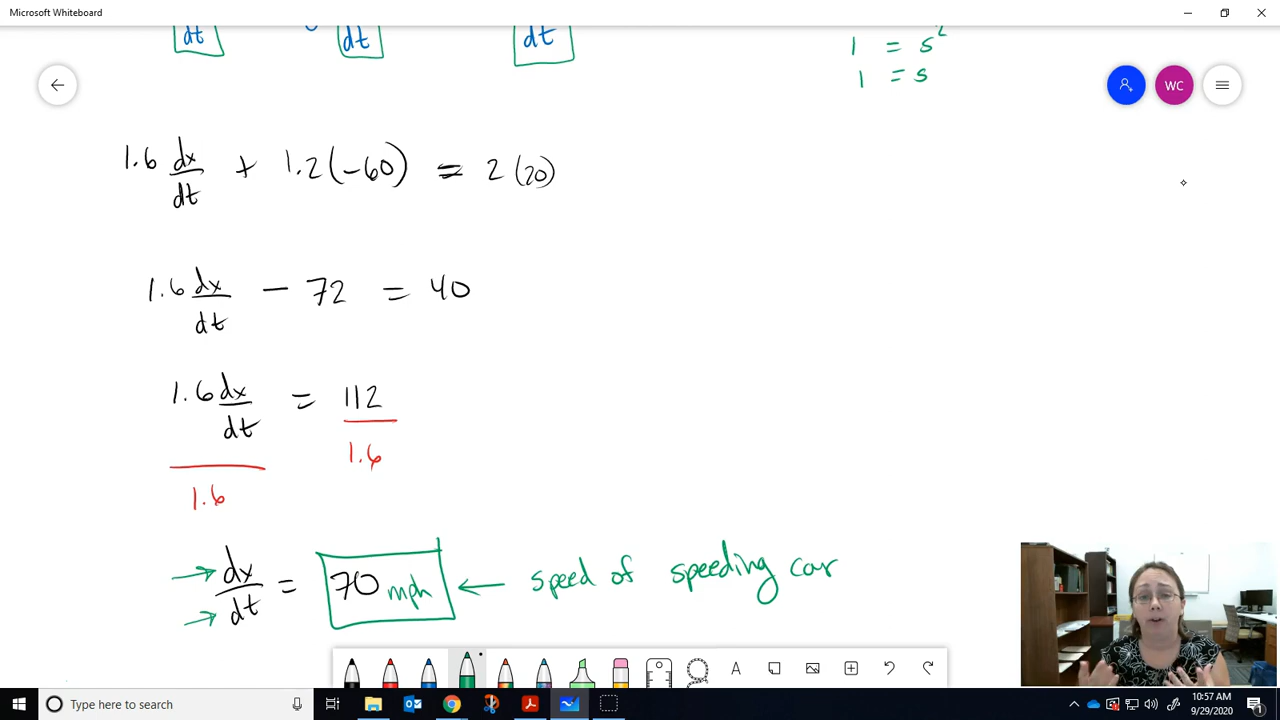 Microsoft Whiteboard
dt
dt
dt
1 = s²
1 = s
WC
1.6 dx/dt + 1.2(-60) = 2(20)
1.6 dx/dt - 72 = 40
1.6 dx/dt = 112
1.6
1.6
→ dx/dt = 70 mph ← speed of speeding car
→
A
Type here to search
10:57 AM
9/29/2020
1